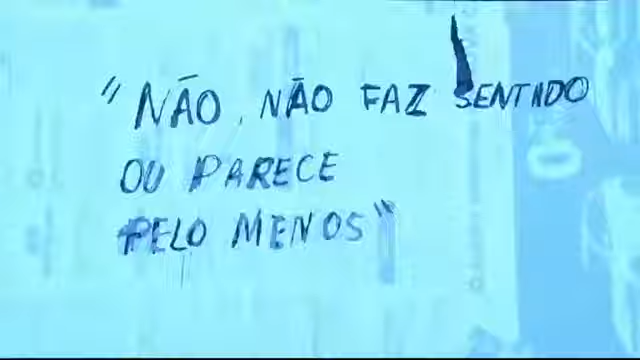 "NÃO, NÃO FAZ SENTIDO
OU PARECE
PELO MENOS"